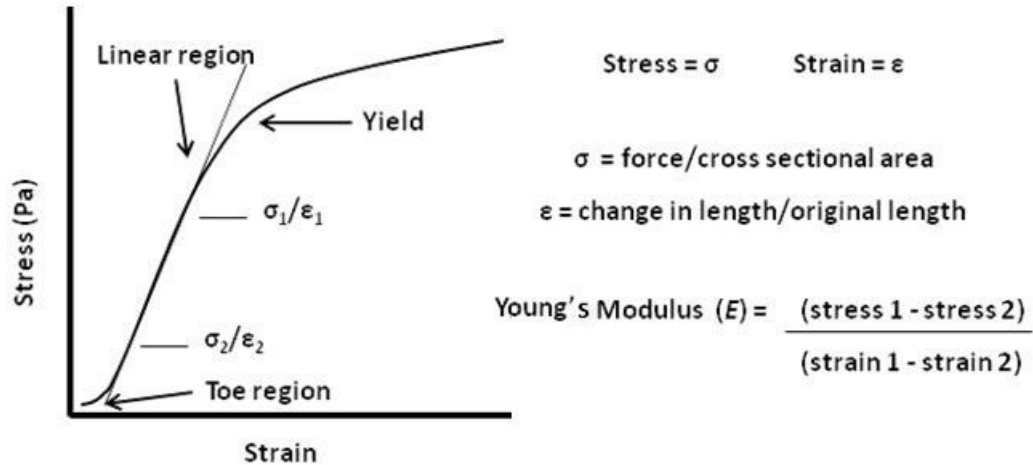 Linear region
Yield
σ₁/ε₁
σ₂/ε₂
Toe region
Stress (Pa)
Strain
Stress = σ Strain = ε
σ = force/cross sectional area
ε = change in length/original length
Young's Modulus (E) = (stress 1 - stress 2)
(strain 1 - strain 2)